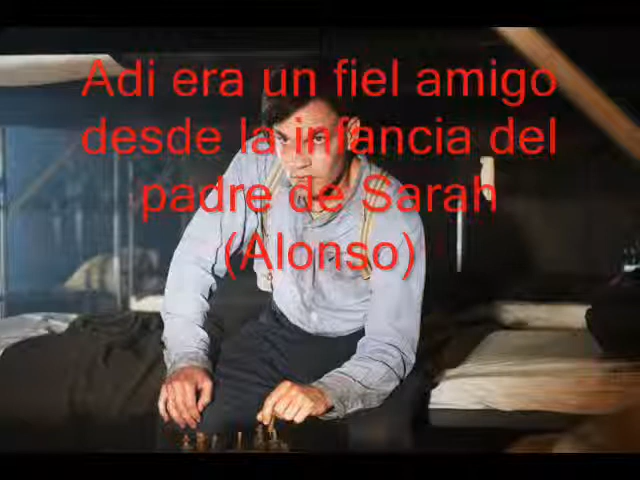 Adi era un fiel amigo
desde la infancia del
padre de Sarah
(Alonso)